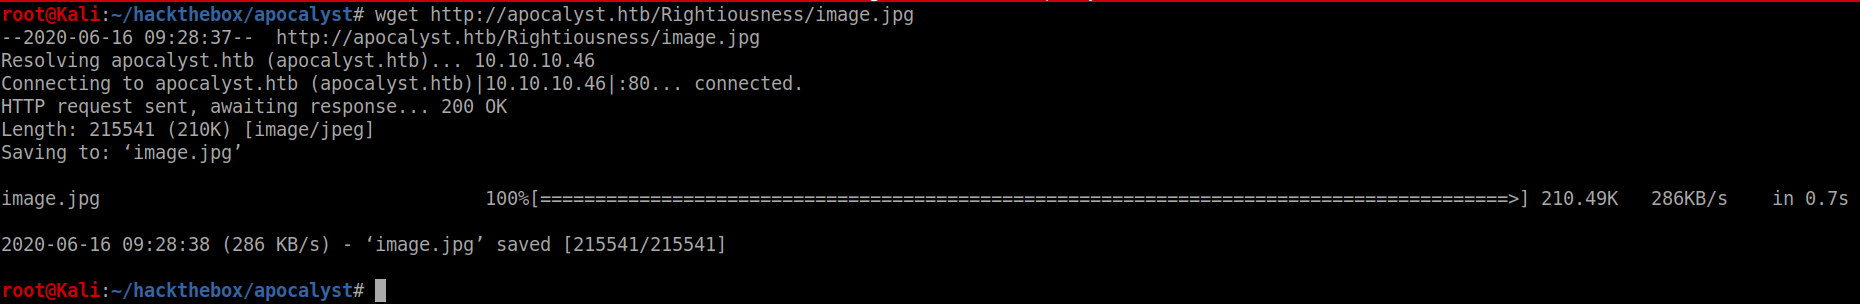 root@Kali:~/hackthebox/apocalyst# wget http://apocalyst.htb/Rightiousness/image.jpg
--2020-06-16 09:28:37--  http://apocalyst.htb/Rightiousness/image.jpg
Resolving apocalyst.htb (apocalyst.htb)... 10.10.10.46
Connecting to apocalyst.htb (apocalyst.htb)|10.10.10.46|:80... connected.
HTTP request sent, awaiting response... 200 OK
Length: 215541 (210K) [image/jpeg]
Saving to: ‘image.jpg’
image.jpg                                   100%[========================================================================================>] 210.49K   286KB/s    in 0.7s
2020-06-16 09:28:38 (286 KB/s) - ‘image.jpg’ saved [215541/215541]
root@Kali:~/hackthebox/apocalyst#